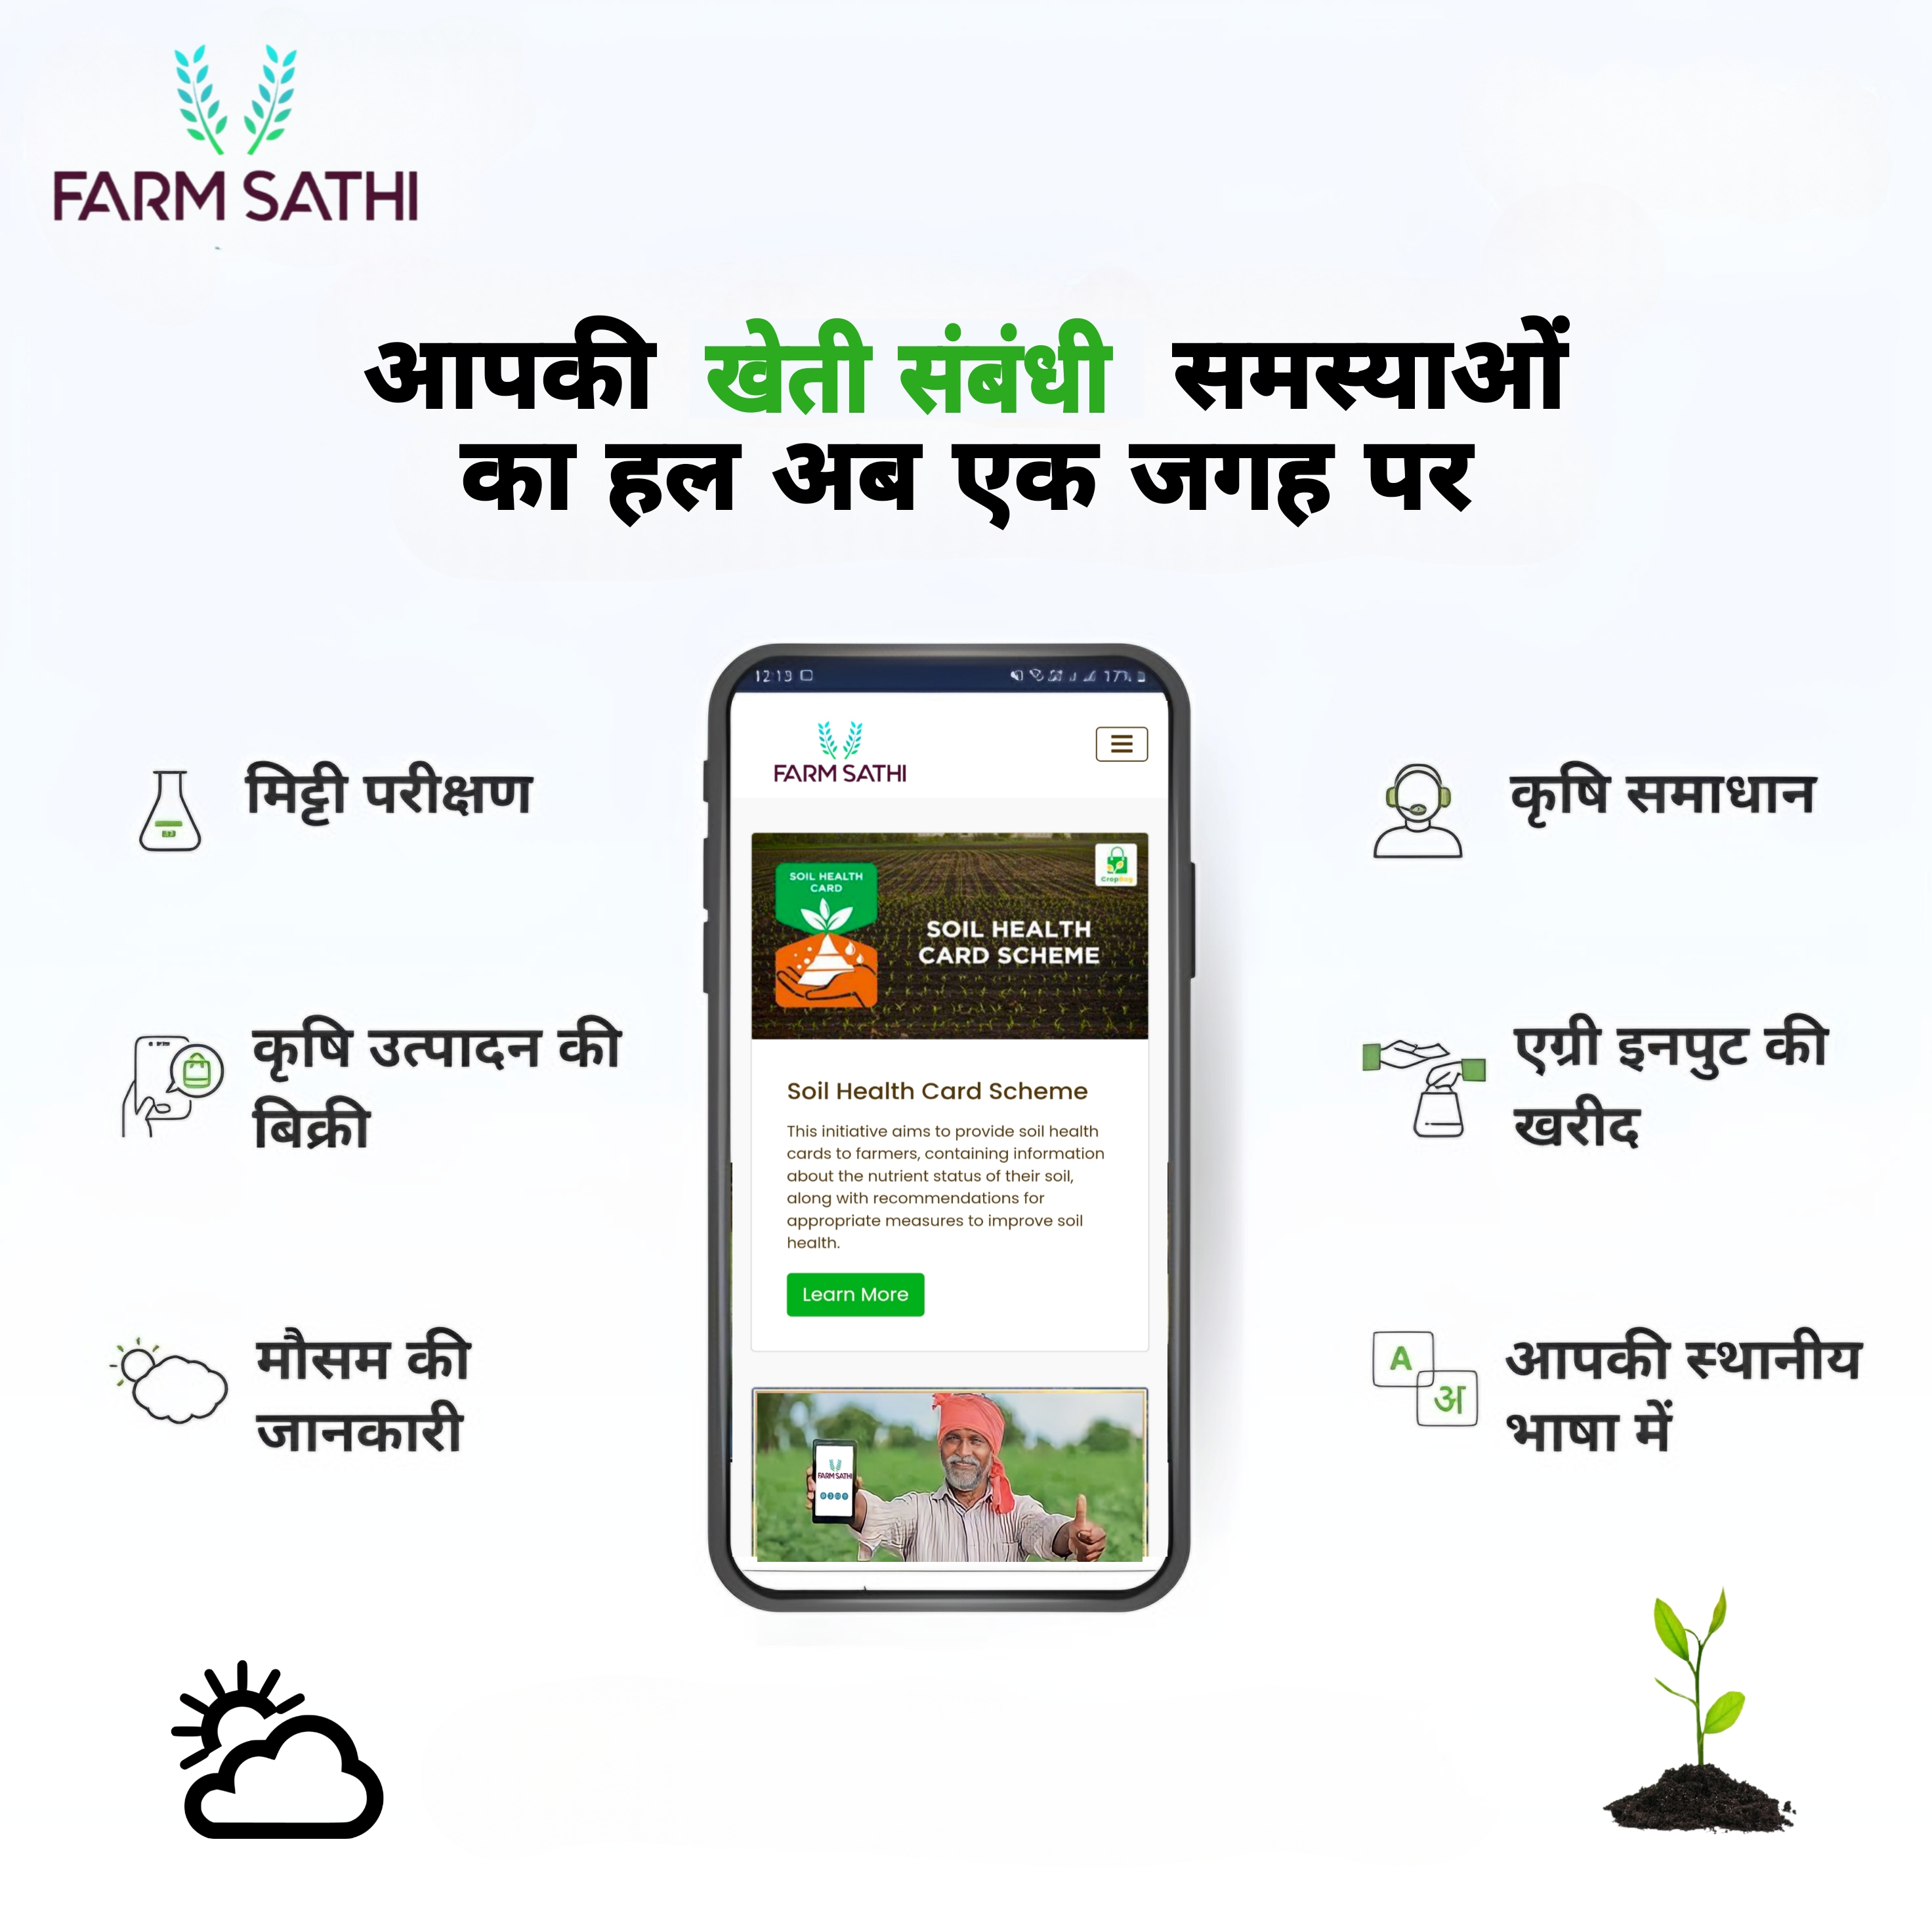 FARM SATHI
आपकी खेती संबंधी समस्याओं
का हल अब एक जगह पर
मिट्टी परीक्षण
कृषि उत्पादन की
बिक्री
मौसम की
जानकारी
12:13
17%
FARM SATHI
SOIL HEALTH
CARD
CropBag
SOIL HEALTH
CARD SCHEME
Soil Health Card Scheme
This initiative aims to provide soil health
cards to farmers, containing information
about the nutrient status of their soil,
along with recommendations for
appropriate measures to improve soil
health.
Learn More
FARM SATHI
कृषि समाधान
एग्री इनपुट की
खरीद
A
अ
आपकी स्थानीय
भाषा में